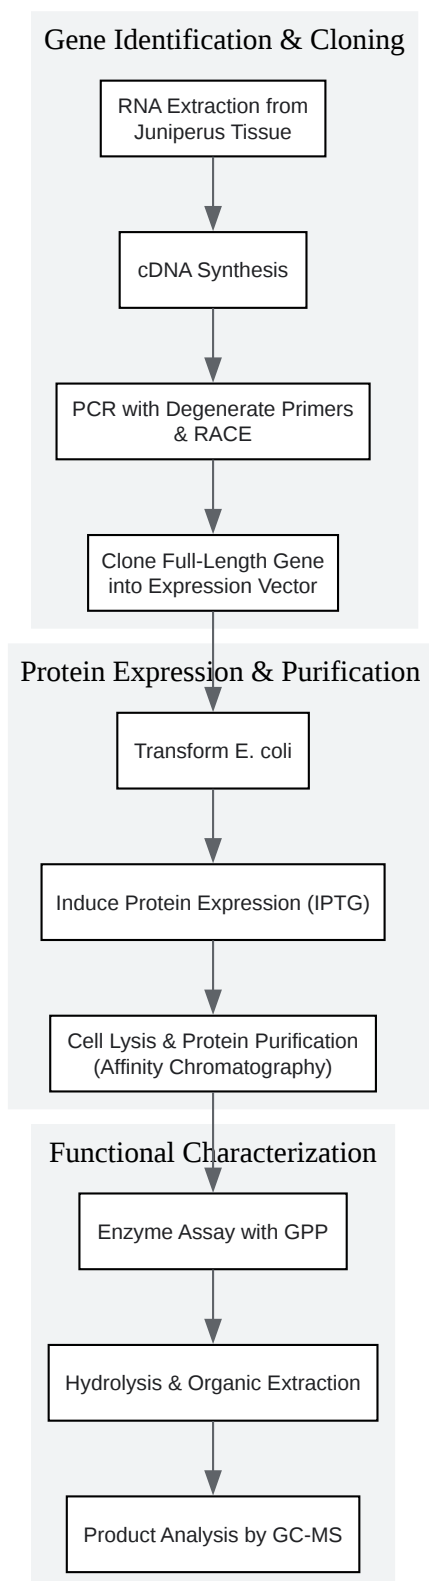 Gene Identification & Cloning
RNA Extraction from
Juniperus Tissue
cDNA Synthesis
PCR with Degenerate Primers
& RACE
Clone Full-Length Gene
into Expression Vector
Protein Expression & Purification
Transform E. coli
Induce Protein Expression (IPTG)
Cell Lysis & Protein Purification
(Affinity Chromatography)
Functional Characterization
Enzyme Assay with GPP
Hydrolysis & Organic Extraction
Product Analysis by GC-MS